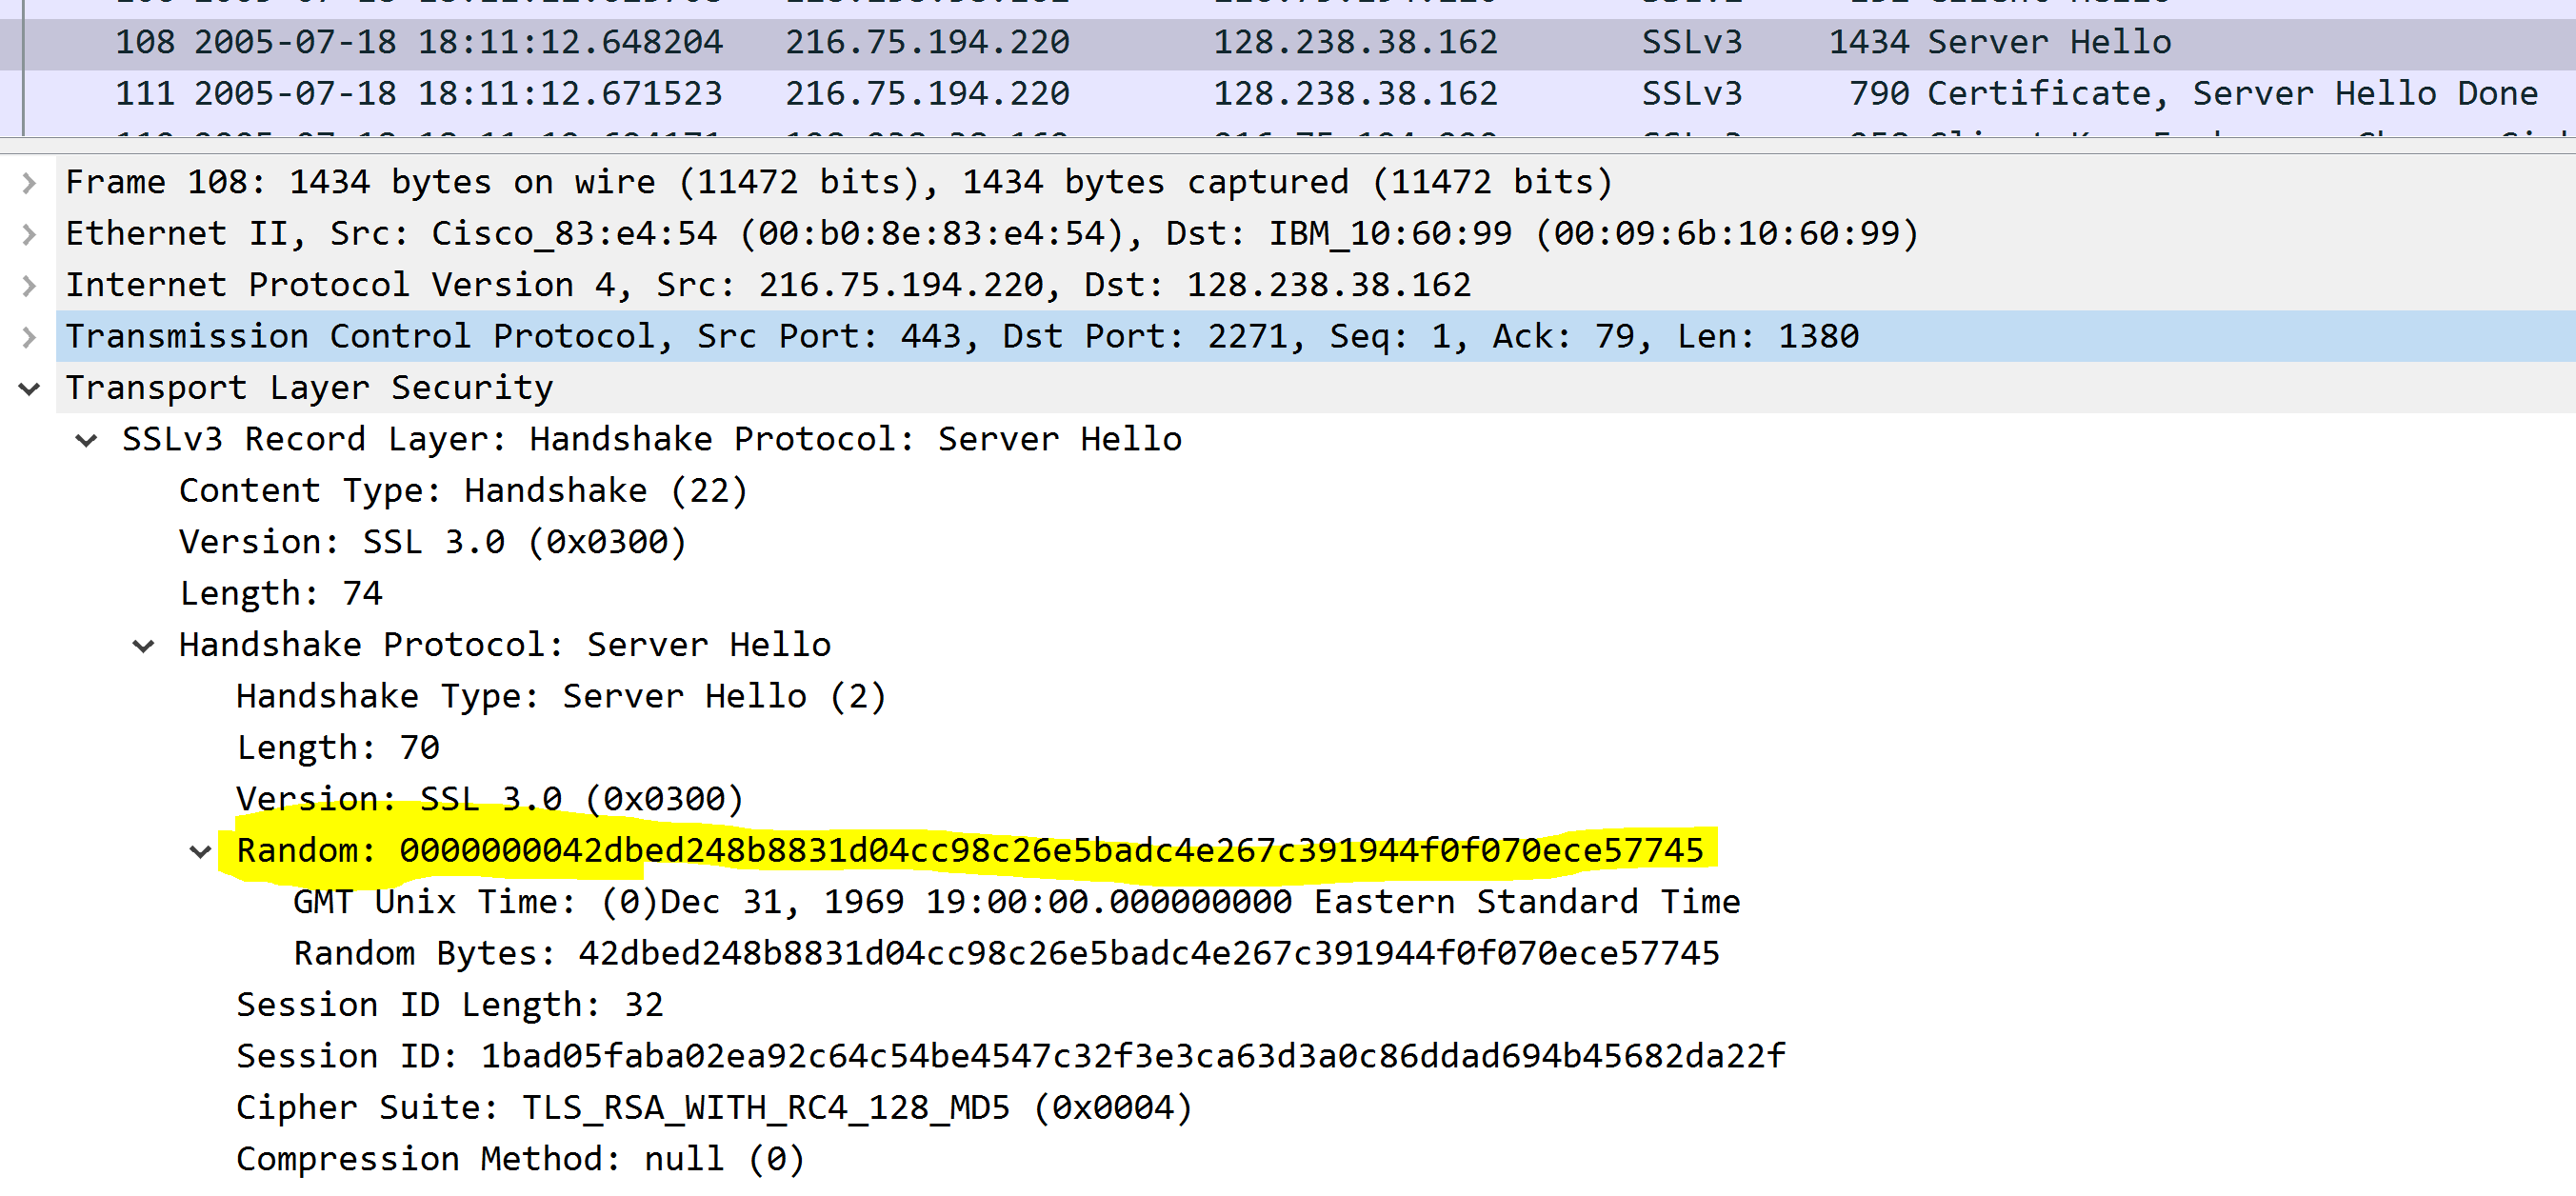 108 2005-07-18 18:11:12.648204 216.75.194.220 128.238.38.162 SSLv3 1434 Server Hello
111 2005-07-18 18:11:12.671523 216.75.194.220 128.238.38.162 SSLv3 790 Certificate, Server Hello Done
Frame 108: 1434 bytes on wire (11472 bits), 1434 bytes captured (11472 bits)
Ethernet II, Src: Cisco_83:e4:54 (00:b0:8e:83:e4:54), Dst: IBM_10:60:99 (00:09:6b:10:60:99)
Internet Protocol Version 4, Src: 216.75.194.220, Dst: 128.238.38.162
Transmission Control Protocol, Src Port: 443, Dst Port: 2271, Seq: 1, Ack: 79, Len: 1380
Transport Layer Security
SSLv3 Record Layer: Handshake Protocol: Server Hello
Content Type: Handshake (22)
Version: SSL 3.0 (0x0300)
Length: 74
Handshake Protocol: Server Hello
Handshake Type: Server Hello (2)
Length: 70
Version: SSL 3.0 (0x0300)
Random: 0000000042dbed248b8831d04cc98c26e5badc4e267c391944f0f070ece57745
GMT Unix Time: (0)Dec 31, 1969 19:00:00.000000000 Eastern Standard Time
Random Bytes: 42dbed248b8831d04cc98c26e5badc4e267c391944f0f070ece57745
Session ID Length: 32
Session ID: 1bad05faba02ea92c64c54be4547c32f3e3ca63d3a0c86ddad694b45682da22f
Cipher Suite: TLS_RSA_WITH_RC4_128_MD5 (0x0004)
Compression Method: null (0)